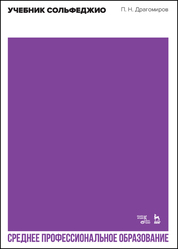 УЧЕБНИК СОЛЬФЕДЖИО
П. Н. Драгомиров
СРЕДНЕЕ ПРОФЕССИОНАЛЬНОЕ ОБРАЗОВАНИЕ